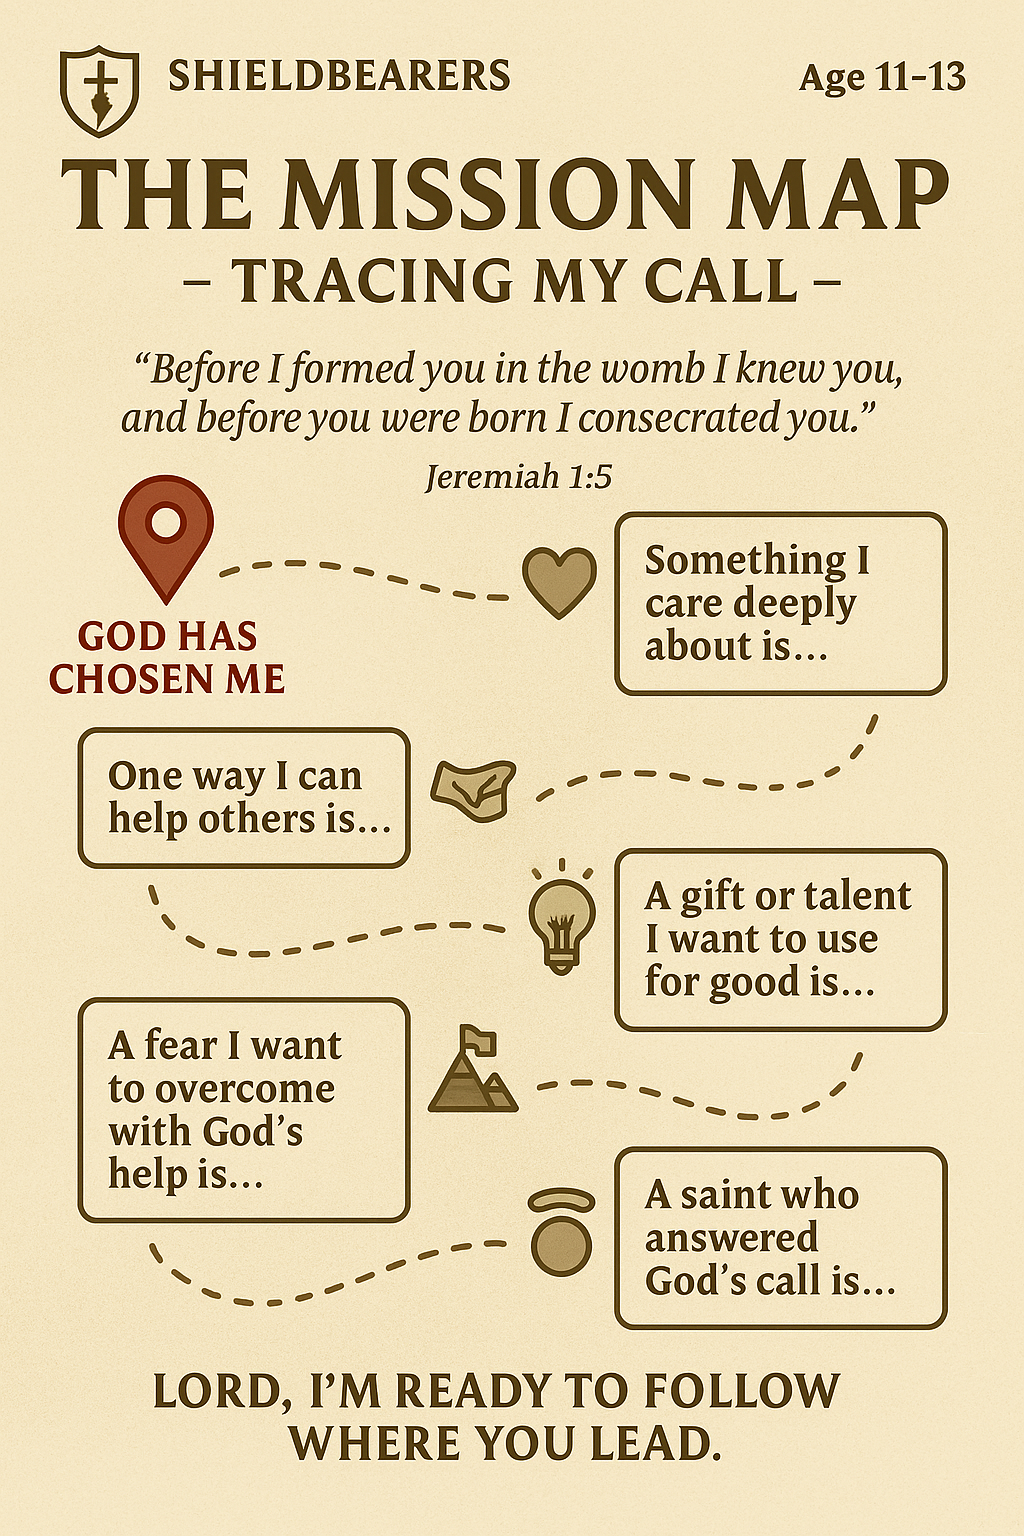 SHIELDBEARERS
Age 11–13
THE MISSION MAP
– TRACING MY CALL –
“Before I formed you in the womb I knew you,
and before you were born I consecrated you.”
Jeremiah 1:5
GOD HAS
CHOSEN ME
Something I
care deeply
about is...
One way I can
help others is...
A gift or talent
I want to use
for good is...
A fear I want
to overcome
with God’s
help is...
A saint who
answered
God’s call is...
LORD, I’M READY TO FOLLOW
WHERE YOU LEAD.